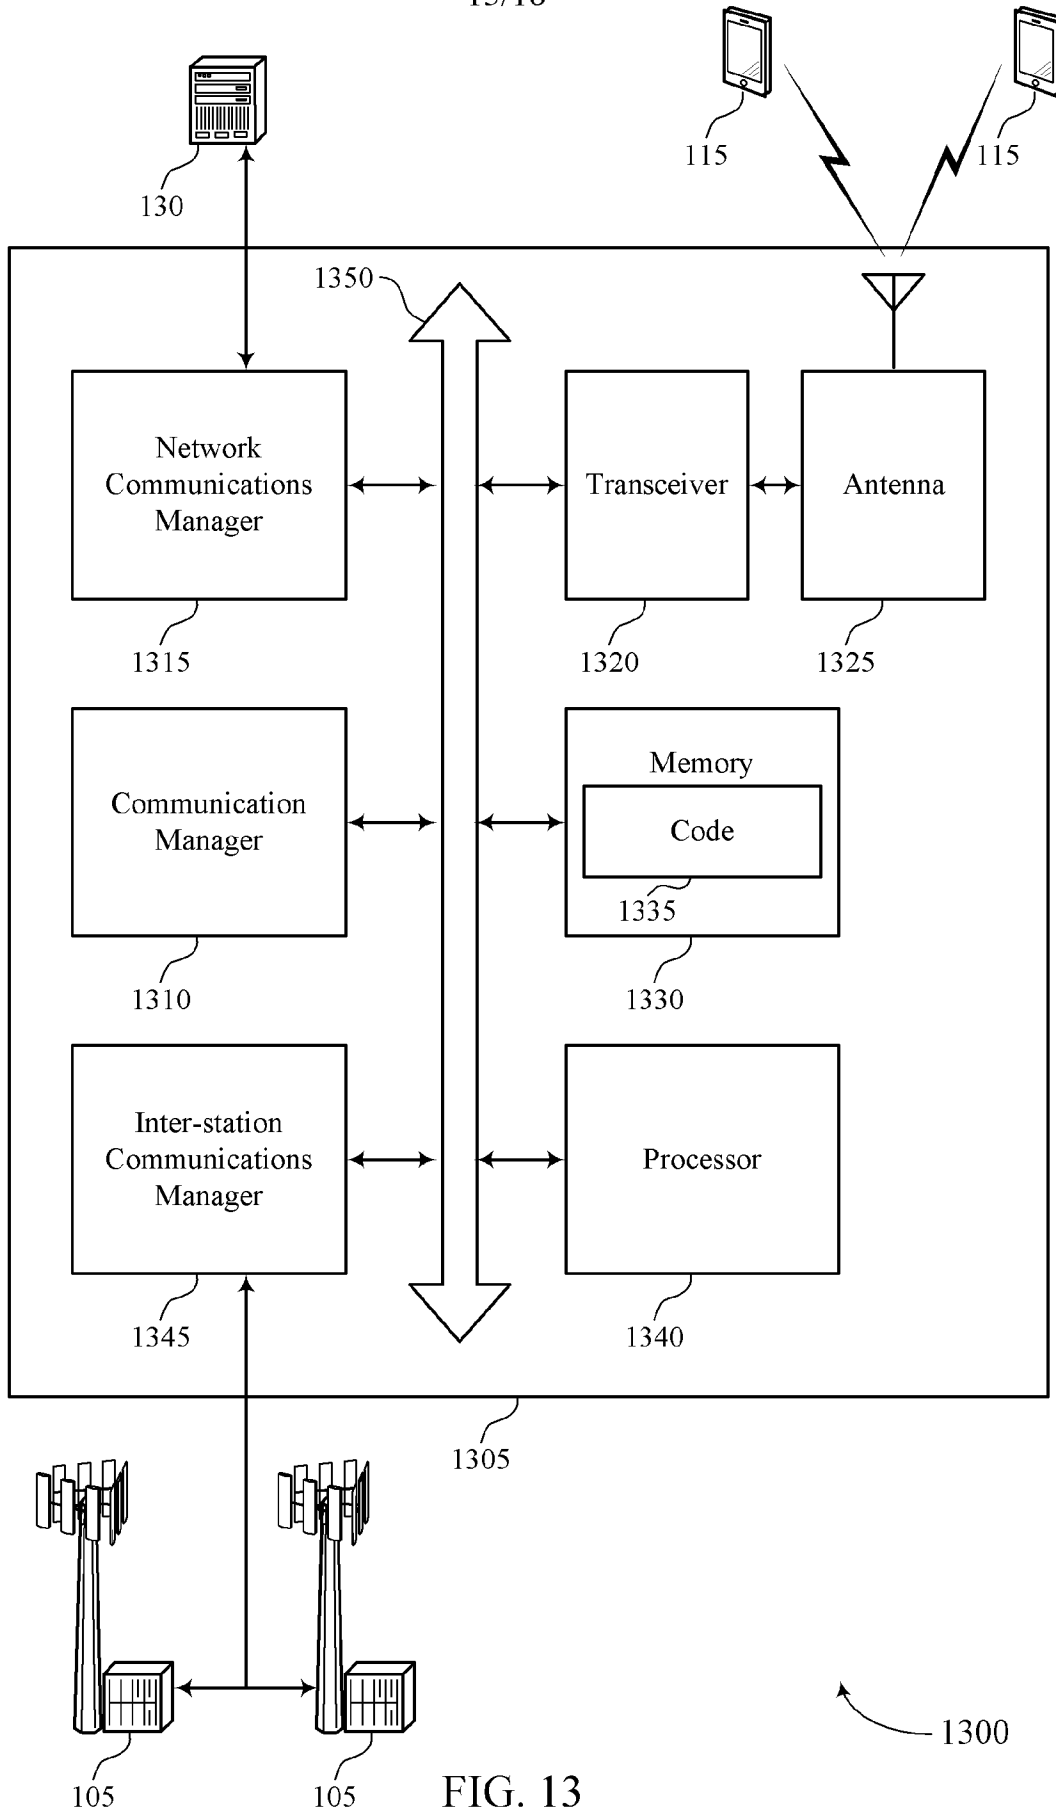 115
115
130
1350
Network
Communications
Manager
Transceiver
Antenna
1315
1320
1325
Communication
Manager
Memory
Code
1335
1310
1330
Inter-station
Communications
Manager
Processor
1345
1340
1305
1300
105
105
FIG. 13